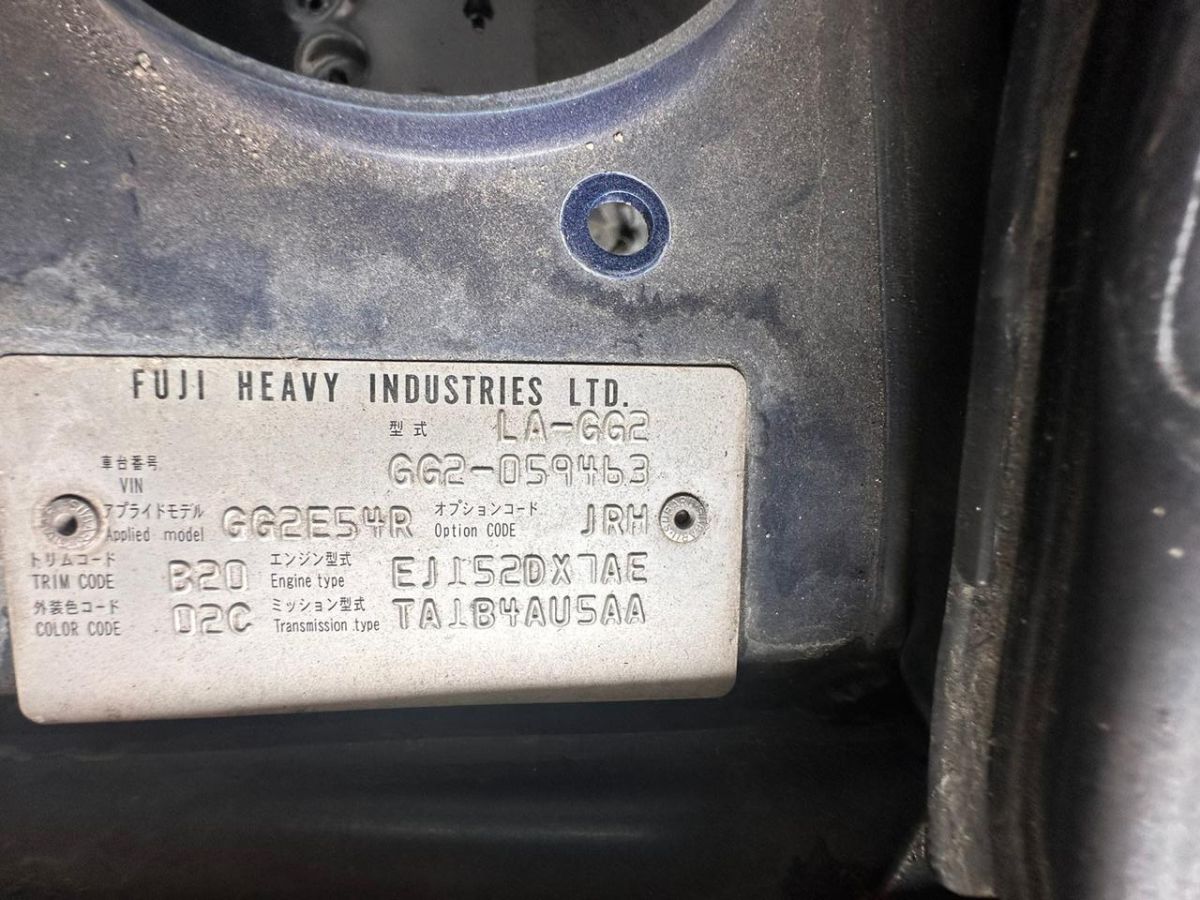 FUJI HEAVY INDUSTRIES LTD.
型式 LA-GG2
車台番号 VIN GG2-059463
アプライドモデル Applied model GG2E54R オプションコード Option CODE JRH
トリムコード TRIM CODE B20 エンジン型式 Engine type EJ152DX7AE
外装色コード COLOR CODE 02C ミッション型式 Transmission type TA1B4AU5AA